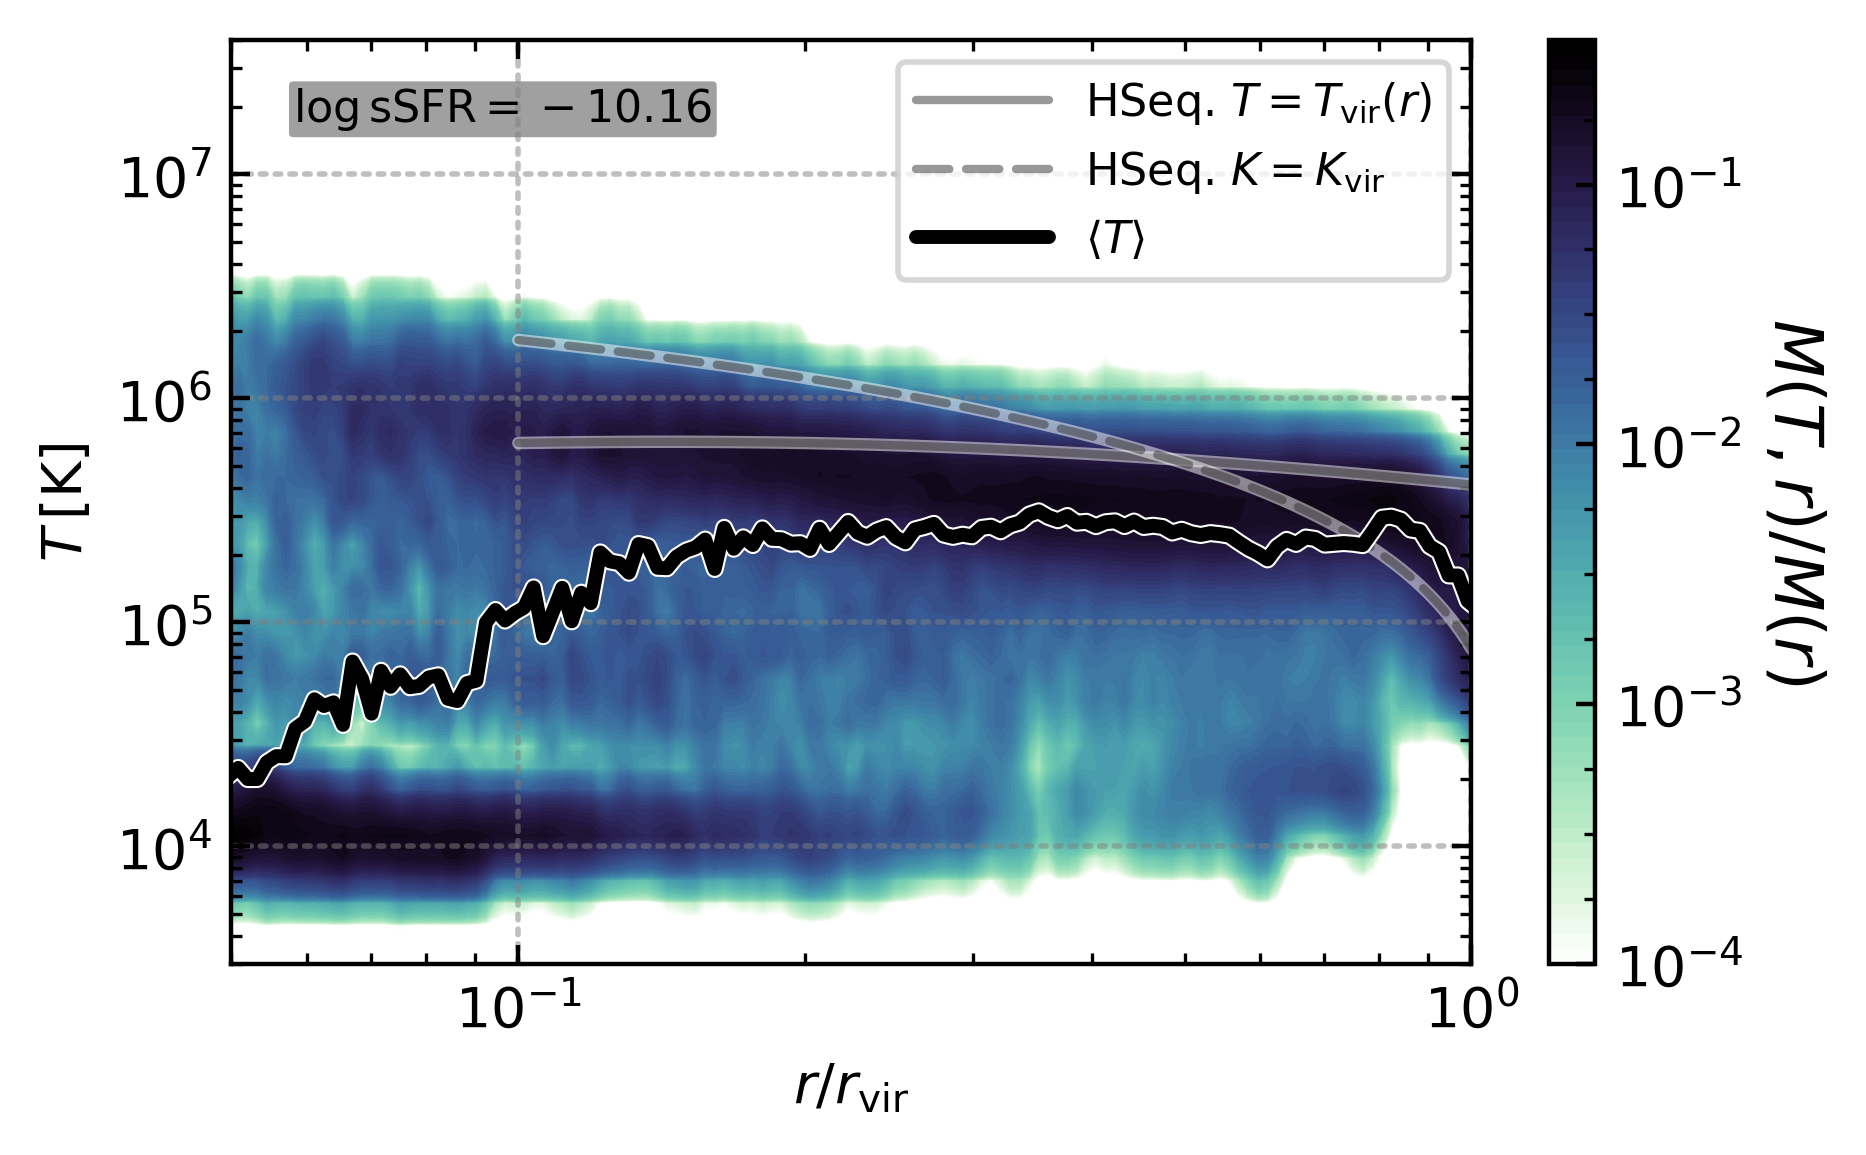 log sSFR = −10.16
HSeq. T = T_vir(r)
HSeq. K = K_vir
⟨T⟩
10^7
10^6
10^5
10^4
T [K]
10^−1
10^0
r/r_vir
10^−1
10^−2
10^−3
10^−4
M(T, r)/M(r)